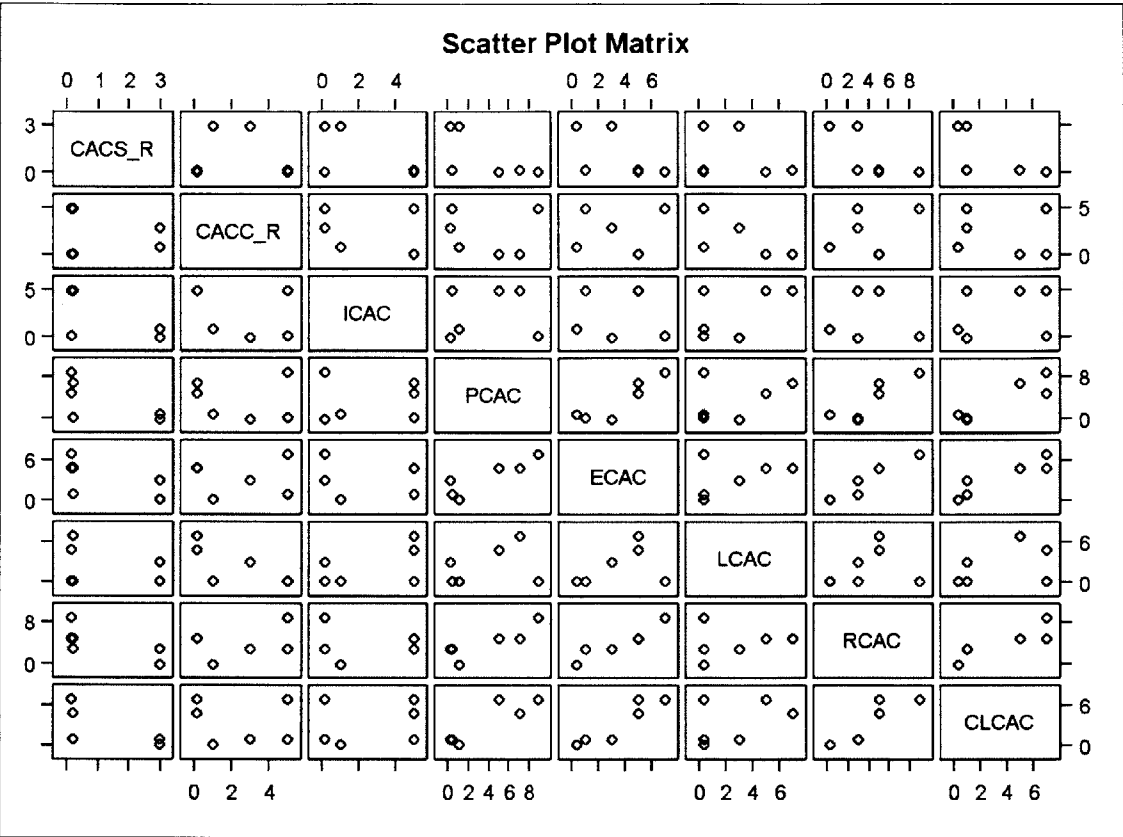 Scatter Plot Matrix
0 1 2 3 0 2 4 0 2 4 6 0 2 4 6 8
3 CACS_R
0
CACC_R 5
0
5 ICAC
0
PCAC 8
0
6 ECAC
LCAC 6
0
8 RCAC
0
CLCAC 6
0
0 2 4 0 2 4 6 8 0 2 4 6 0 2 4 6